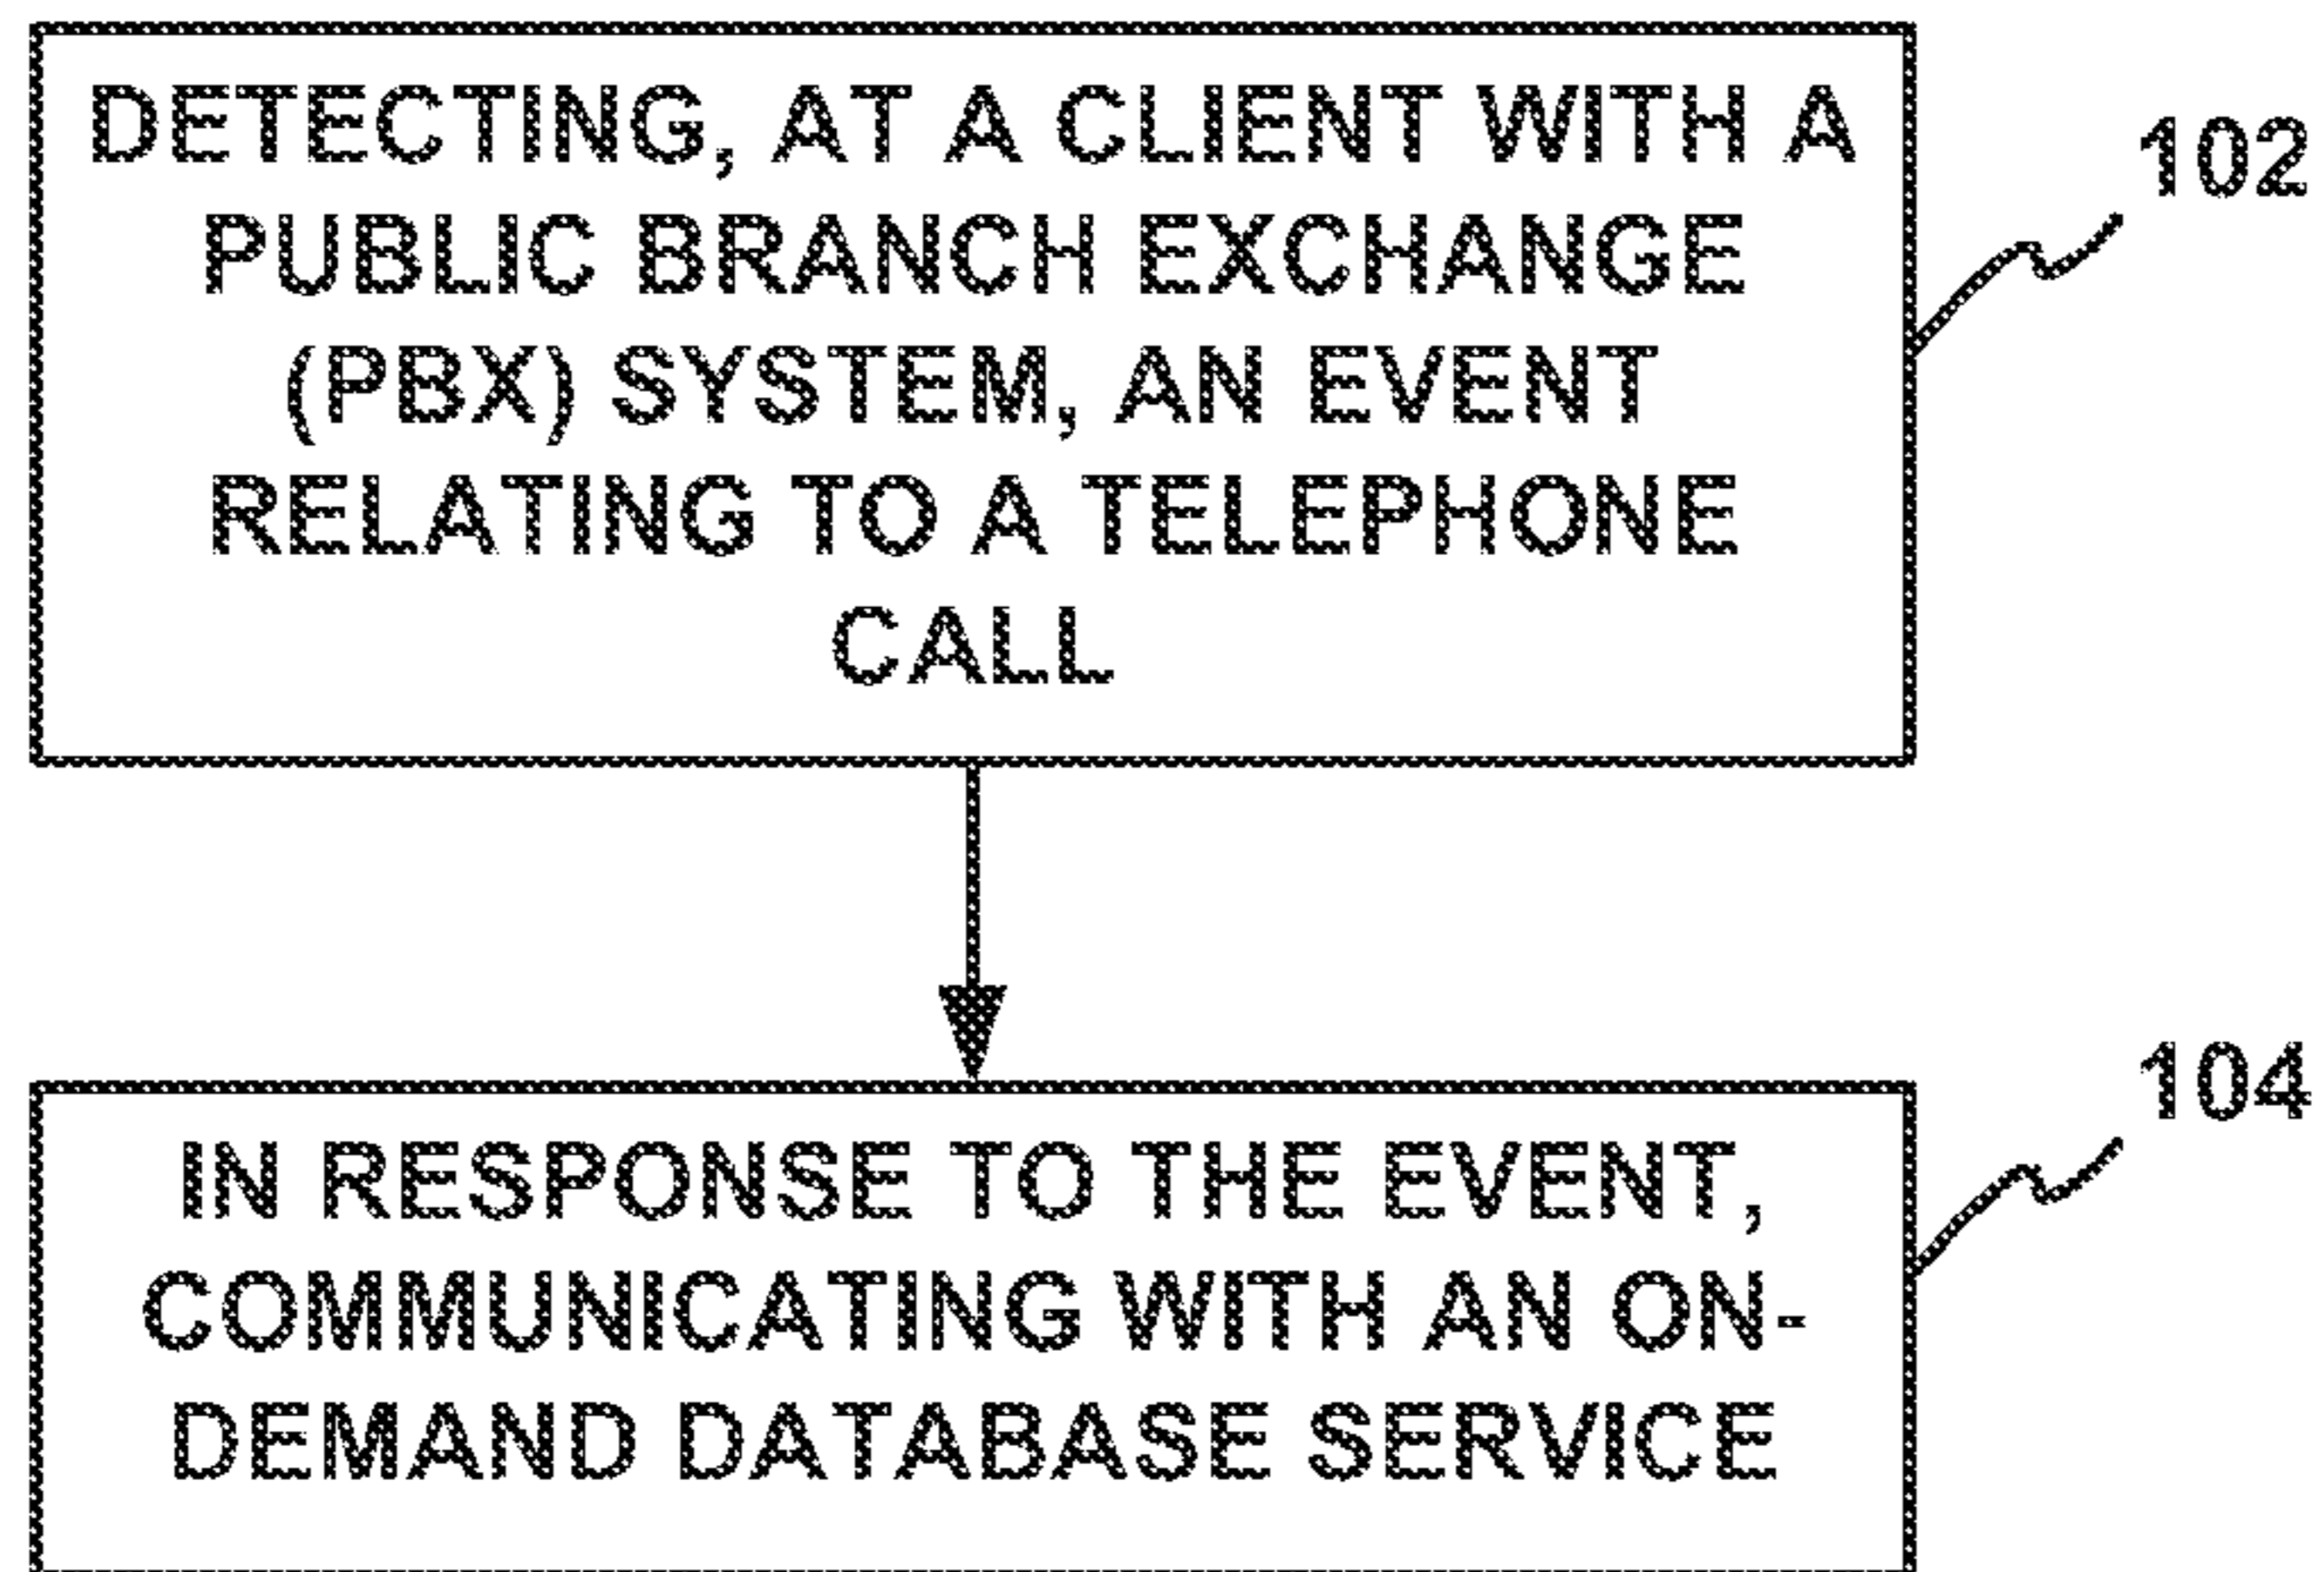 DETECTING, AT A CLIENT WITH A
PUBLIC BRANCH EXCHANGE
(PBX) SYSTEM, AN EVENT
RELATING TO A TELEPHONE
CALL
102
IN RESPONSE TO THE EVENT,
COMMUNICATING WITH AN ON-
DEMAND DATABASE SERVICE
104